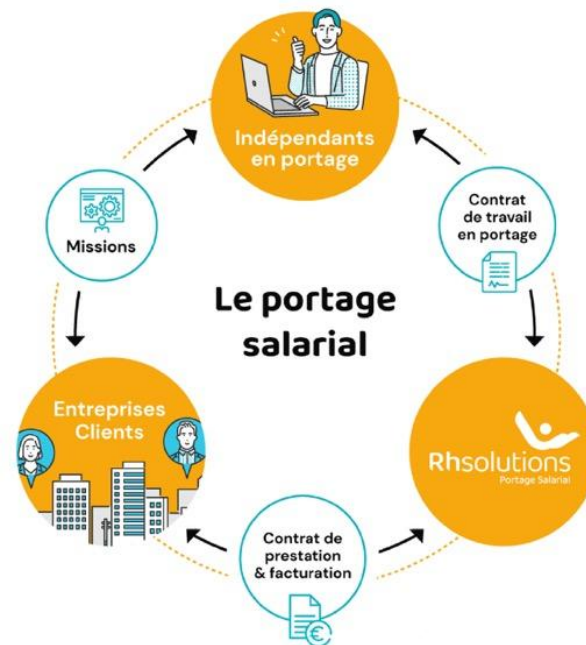 Indépendants
en portage
Missions
Contrat
de travail
en portage
Le portage
salarial
Entreprises
Clients
Rhsolutions
Portage Salarial
Contrat de
prestation
& facturation
€